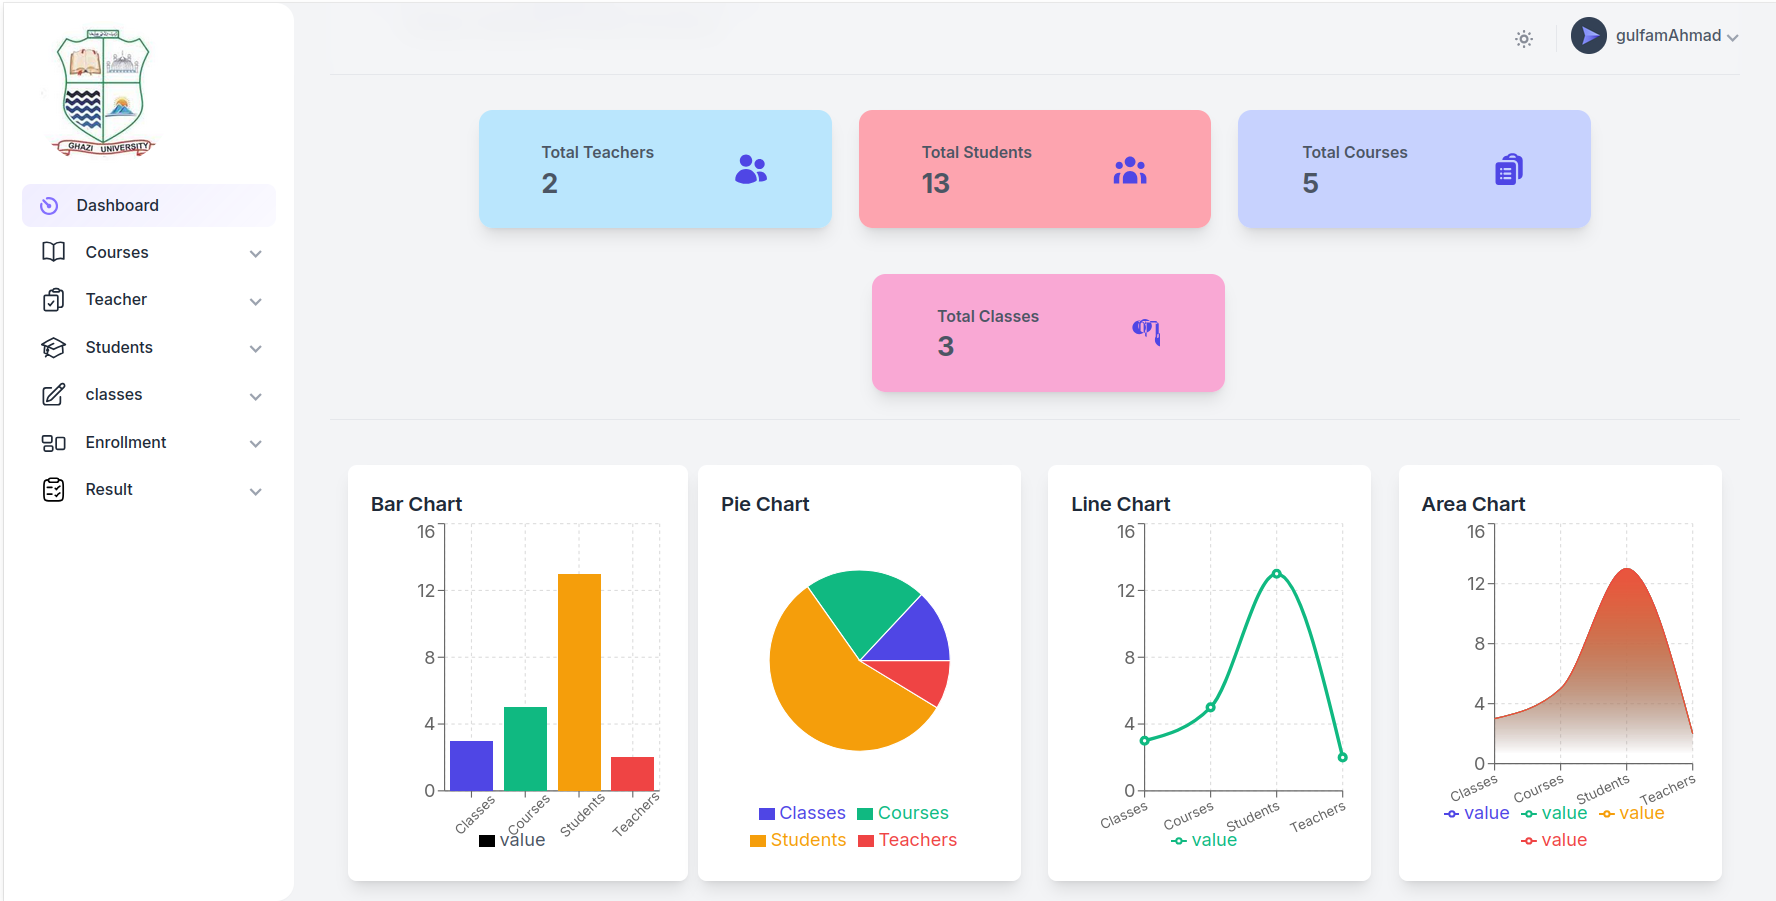 GHAZI UNIVERSITY
gulfamAhmad
Dashboard
Courses
Teacher
Students
classes
Enrollment
Result
Total Teachers
2
Total Students
13
Total Courses
5
Total Classes
3
Bar Chart
16
12
8
4
0
Classes
Courses
Students
Teachers
value
Pie Chart
Classes
Courses
Students
Teachers
Line Chart
16
12
8
4
0
Classes
Courses
Students
Teachers
value
Area Chart
16
12
8
4
0
Classes
Courses
Students
Teachers
value
value
value
value